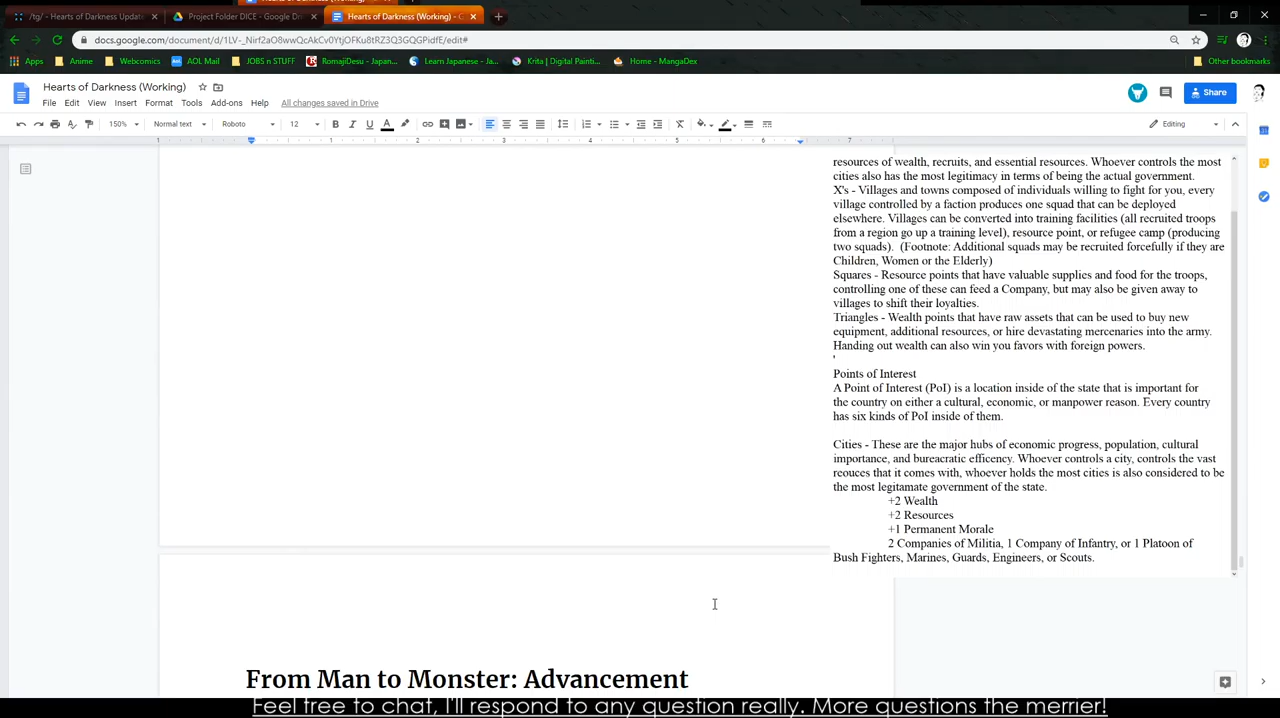 /tg/ - Hearts of Darkness Updat
Project Folder DICE - Google Dri
Hearts of Darkness (Working) - G
docs.google.com/document/d/1LV-_Nirf2aO8wwQcAkCv0YtjOFKu8tRZ3Q3GQGPidfE/edit#
Apps Anime Webcomics AOL Mail JOBS n STUFF RomajiDesu - Japan... Learn Japanese - Ja... Krita | Digital Painti... Home - MangaDex Other bookmarks
Hearts of Darkness (Working)
File Edit View Insert Format Tools Add-ons Help All changes saved in Drive
Share
150% Normal text Roboto 12 B I U A Editing
1 1 2 3 4 5 6 7
resources of wealth, recruits, and essential resources. Whoever controls the most
cities also has the most legitimacy in terms of being the actual government.
X's - Villages and towns composed of individuals willing to fight for you, every
village controlled by a faction produces one squad that can be deployed
elsewhere. Villages can be converted into training facilities (all recruited troops
from a region go up a training level), resource point, or refugee camp (producing
two squads). (Footnote: Additional squads may be recruited forcefully if they are
Children, Women or the Elderly)
Squares - Resource points that have valuable supplies and food for the troops,
controlling one of these can feed a Company, but may also be given away to
villages to shift their loyalties.
Triangles - Wealth points that have raw assets that can be used to buy new
equipment, additional resources, or hire devastating mercenaries into the army.
Handing out wealth can also win you favors with foreign powers.
'
Points of Interest
A Point of Interest (PoI) is a location inside of the state that is important for
the country on either a cultural, economic, or manpower reason. Every country
has six kinds of PoI inside of them.
Cities - These are the major hubs of economic progress, population, cultural
importance, and bureacratic efficency. Whoever controls a city, controls the vast
reouces that it comes with, whoever holds the most cities is also considered to be
the most legitamate government of the state.
+2 Wealth
+2 Resources
+1 Permanent Morale
2 Companies of Militia, 1 Company of Infantry, or 1 Platoon of
Bush Fighters, Marines, Guards, Engineers, or Scouts.
From Man to Monster: Advancement
Feel free to chat, I'll respond to any question really. More questions the merrier!